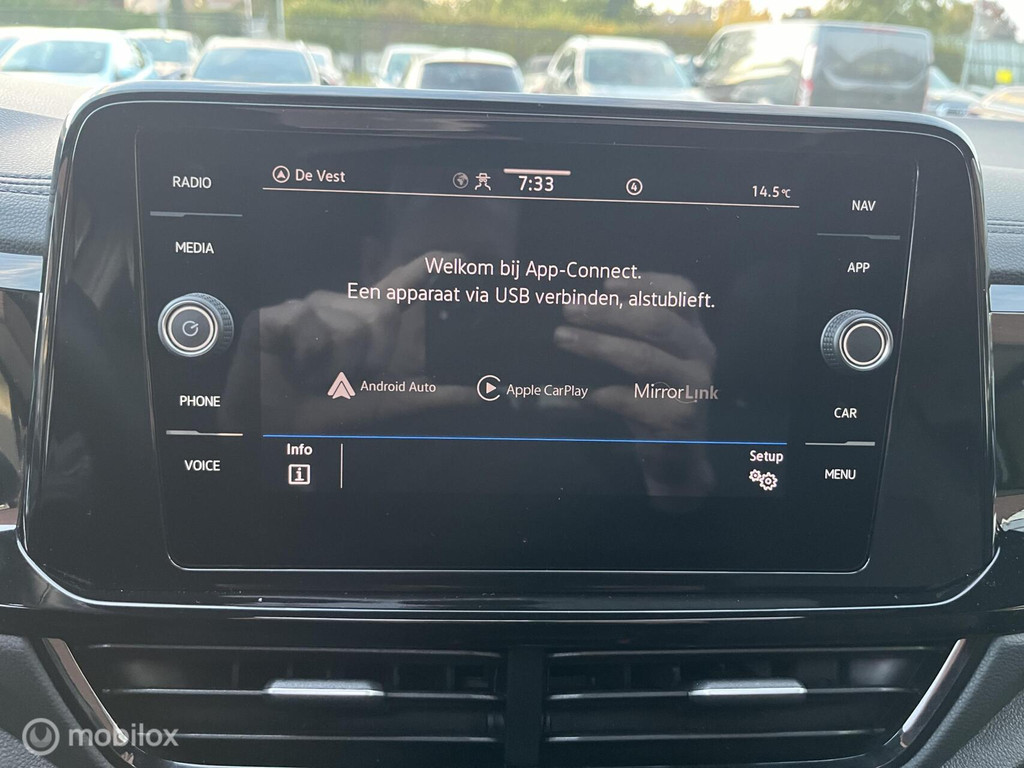 RADIO
MEDIA
PHONE
VOICE
De Vest
7:33
4
14.5°C
Welkom bij App-Connect.
Een apparaat via USB verbinden, alstublieft.
Android Auto
Apple CarPlay
MirrorLink
Info
Setup
NAV
APP
CAR
MENU
mobilox